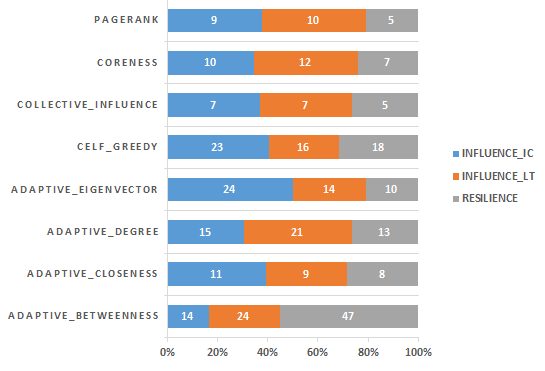 PAGERANK 9 10 5
CORENESS 10 12 7
COLLECTIVE_INFLUENCE 7 7 5
CELF_GREEDY 23 16 18
ADAPTIVE_EIGENVECTOR 24 14 10
ADAPTIVE_DEGREE 15 21 13
ADAPTIVE_CLOSENESS 11 9 8
ADAPTIVE_BETWEENNESS 14 24 47
0% 20% 40% 60% 80% 100%
INFLUENCE_IC
INFLUENCE_LT
RESILIENCE